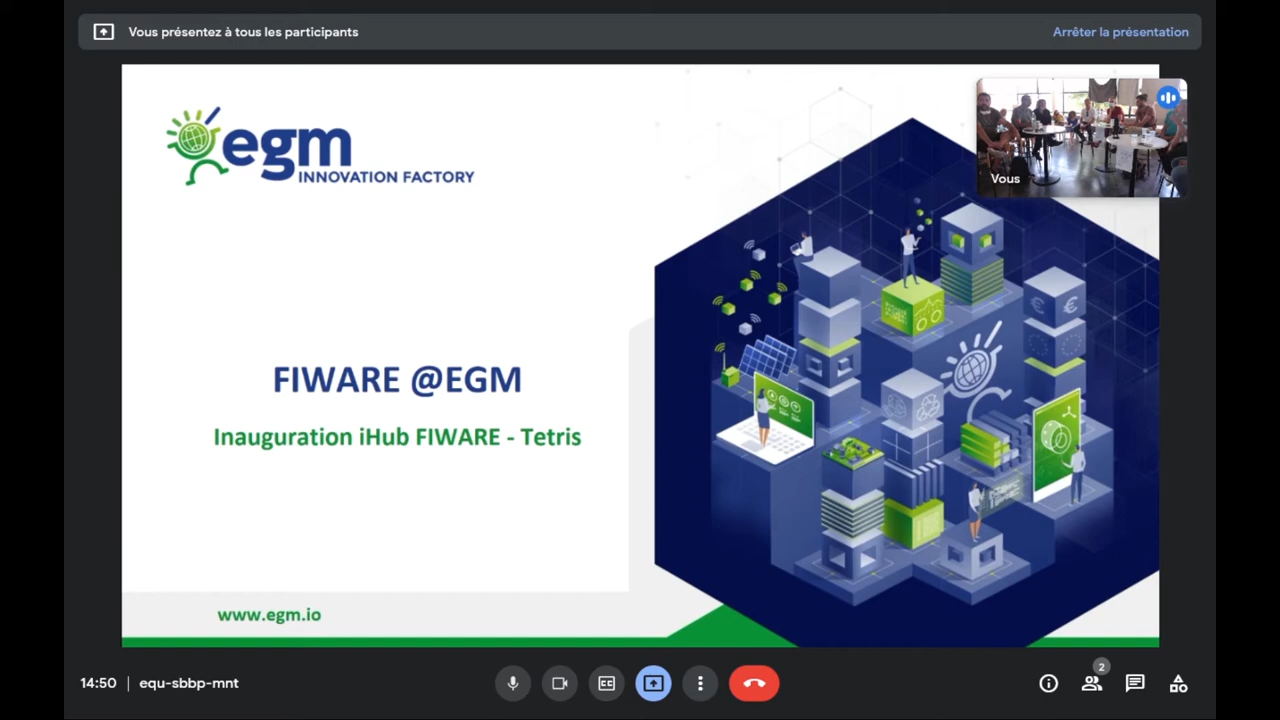 Vous présentez à tous les participants
Arrêter la présentation
egm
INNOVATION FACTORY
Vous
FIWARE @EGM
Inauguration iHub FIWARE - Tetris
€ €
www.egm.io
2
14:50 | equ-sbbp-mnt
CC